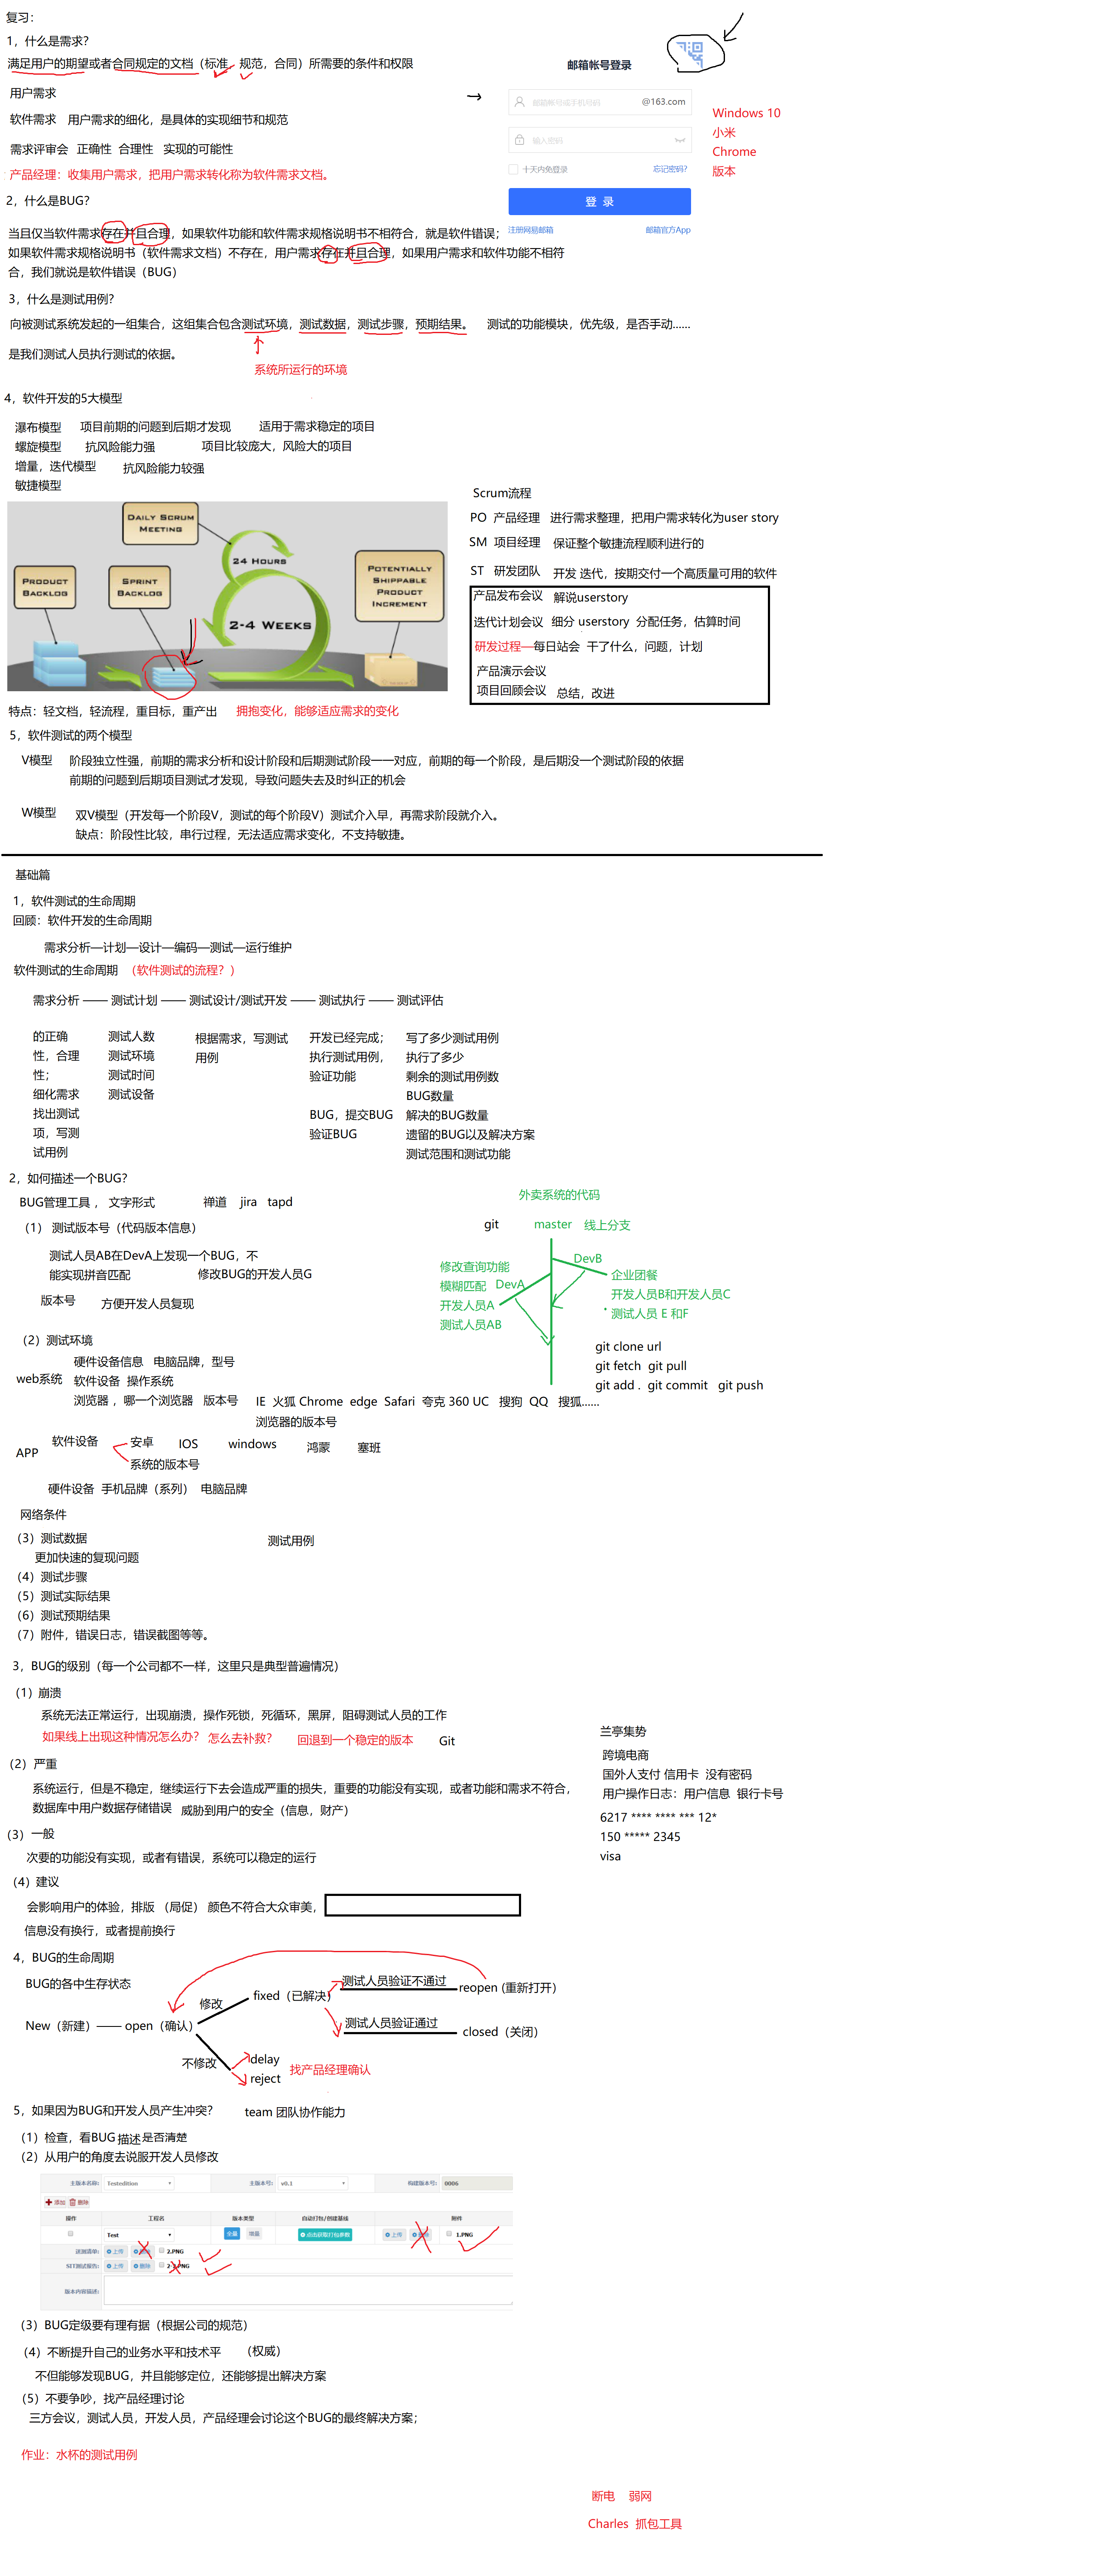 复习:
1，什么是需求？
满足用户的期望或者合同规定的文档（标准，规范，合同）所需要的条件和权限
用户需求
软件需求 用户需求的细化，是具体的实现细节和规范
需求评审会 正确性 合理性 实现的可能性
产品经理：收集用户需求，把用户需求转化称为软件需求文档。
邮箱帐号登录
邮箱帐号或手机号码 @163.com
输入密码
十天内免登录 忘记密码?
登 录
注册网易邮箱 邮箱官方App
Windows 10
小米
Chrome
版本
2，什么是BUG?
当且仅当软件需求存在并且合理，如果软件功能和软件需求规格说明书不相符合，就是软件错误；
如果软件需求规格说明书（软件需求文档）不存在，用户需求存在并且合理，如果用户需求和软件功能不相符
合，我们就说是软件错误（BUG）
3，什么是测试用例？
向被测试系统发起的一组集合，这组集合包含测试环境，测试数据，测试步骤，预期结果。 测试的功能模块，优先级，是否手动......
是我们测试人员执行测试的依据。
系统所运行的环境
4，软件开发的5大模型
瀑布模型 项目前期的问题到后期才发现 适用于需求稳定的项目
螺旋模型 抗风险能力强 项目比较庞大，风险大的项目
增量，迭代模型 抗风险能力较强
敏捷模型
DAILY SCRUM MEETING
24 HOURS
PRODUCT BACKLOG
SPRINT BACKLOG
2-4 WEEKS
POTENTIALLY SHIPPABLE PRODUCT INCREMENT
Scrum流程
PO 产品经理 进行需求整理，把用户需求转化为user story
SM 项目经理 保证整个敏捷流程顺利进行的
ST 研发团队 开发 迭代，按期交付一个高质量可用的软件
产品发布会议 解说userstory
迭代计划会议 细分 userstory 分配任务，估算时间
研发过程—每日站会 干了什么，问题，计划
产品演示会议
项目回顾会议 总结，改进
特点：轻文档，轻流程，重目标，重产出 拥抱变化，能够适应需求的变化
5，软件测试的两个模型
V模型 阶段独立性强，前期的需求分析和设计阶段和后期测试阶段一一对应，前期的每一个阶段，是后期没一个测试阶段的依据
前期的问题到后期项目测试才发现，导致问题失去及时纠正的机会
W模型 双V模型（开发每一个阶段V，测试的每个阶段V）测试介入早，再需求阶段就介入。
缺点：阶段性比较，串行过程，无法适应需求变化，不支持敏捷。
基础篇
1，软件测试的生命周期
回顾：软件开发的生命周期
需求分析—计划—设计—编码—测试—运行维护
软件测试的生命周期 （软件测试的流程？）
需求分析 —— 测试计划 —— 测试设计/测试开发 —— 测试执行 —— 测试评估
的正确
性，合理
性；
细化需求
找出测试
项，写测
试用例
测试人数
测试环境
测试时间
测试设备
根据需求，写测试
用例
开发已经完成；
执行测试用例，
验证功能
BUG，提交BUG
验证BUG
写了多少测试用例
执行了多少
剩余的测试用例数
BUG数量
解决的BUG数量
遗留的BUG以及解决方案
测试范围和测试功能
2，如何描述一个BUG？
BUG管理工具 ，文字形式 禅道 jira tapd
（1） 测试版本号（代码版本信息）
测试人员AB在DevA上发现一个BUG，不
能实现拼音匹配 修改BUG的开发人员G
版本号 方便开发人员复现
外卖系统的代码
git master 线上分支
修改查询功能
模糊匹配 DevA
开发人员A
测试人员AB
DevB
企业团餐
开发人员B和开发人员C
测试人员 E 和F
git clone url
git fetch git pull
git add . git commit git push
（2）测试环境
web系统
硬件设备信息 电脑品牌，型号
软件设备 操作系统
浏览器 ，哪一个浏览器 版本号 IE 火狐 Chrome edge Safari 夸克 360 UC 搜狗 QQ 搜狐......
浏览器的版本号
APP
软件设备 安卓 IOS windows 鸿蒙 塞班
系统的版本号
硬件设备 手机品牌（系列） 电脑品牌
网络条件
（3）测试数据 测试用例
更加快速的复现问题
（4）测试步骤
（5）测试实际结果
（6）测试预期结果
（7）附件，错误日志，错误截图等等。
3，BUG的级别（每一个公司都不一样，这里只是典型普遍情况）
（1）崩溃
系统无法正常运行，出现崩溃，操作死锁，死循环，黑屏，阻碍测试人员的工作
如果线上出现这种情况怎么办？ 怎么去补救？ 回退到一个稳定的版本 Git
（2）严重
系统运行，但是不稳定，继续运行下去会造成严重的损失，重要的功能没有实现，或者功能和需求不符合，
数据库中用户数据存储错误 威胁到用户的安全（信息，财产）
兰亭集势
跨境电商
国外人支付 信用卡 没有密码
用户操作日志：用户信息 银行卡号
6217 **** **** *** 12*
150 ***** 2345
visa
（3）一般
次要的功能没有实现，或者有错误，系统可以稳定的运行
（4）建议
会影响用户的体验，排版 （局促） 颜色不符合大众审美，
信息没有换行，或者提前换行
4，BUG的生命周期
BUG的各中生存状态
New（新建）—— open（确认）
修改
fixed（已解决）
测试人员验证不通过
reopen (重新打开）
测试人员验证通过
closed（关闭）
不修改
delay
reject
找产品经理确认
5，如果因为BUG和开发人员产生冲突？ team 团队协作能力
（1）检查，看BUG描述是否清楚
（2）从用户的角度去说服开发人员修改
主版本名称: Testedition 主版本号: v0.1 构建版本号: 0006
添加 删除
操作 工程名 版本类型 自动打包/创建基线 附件
Test 全量 增量 点击获取打包参数 上传 删除 1.PNG
送测清单: 上传 删除 2.PNG
SIT测试报告: 上传 删除
版本内容描述:
（3）BUG定级要有理有据（根据公司的规范）
（4）不断提升自己的业务水平和技术平 （权威）
不但能够发现BUG，并且能够定位，还能够提出解决方案
（5）不要争吵，找产品经理讨论
三方会议，测试人员，开发人员，产品经理会讨论这个BUG的最终解决方案；
作业：水杯的测试用例
断电 弱网
Charles 抓包工具